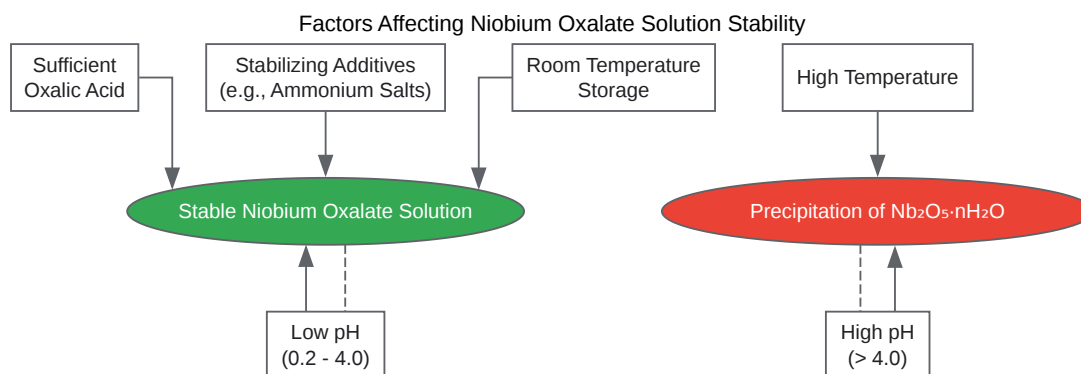 Factors Affecting Niobium Oxalate Solution Stability
Sufficient
Oxalic Acid
Stabilizing Additives
(e.g., Ammonium Salts)
Room Temperature
Storage
High Temperature
Stable Niobium Oxalate Solution
Precipitation of Nb₂O₅·nH₂O
Low pH
(0.2 - 4.0)
High pH
(> 4.0)